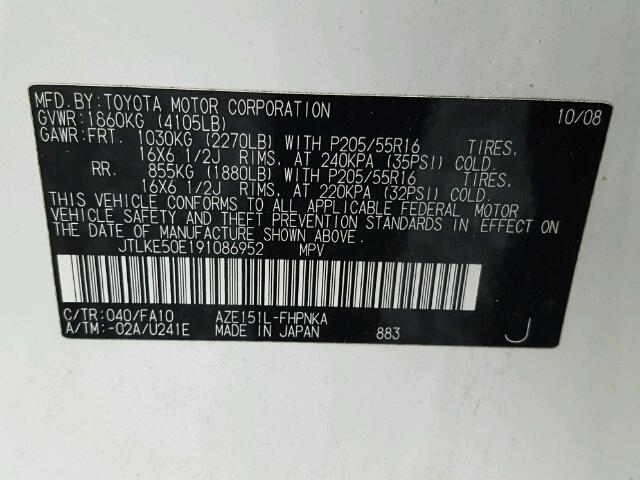 MFD.BY:TOYOTA MOTOR CORPORATION 10/08
GVWR:1860KG (4105LB)
GAWR:FRT. 1030KG (2270LB) WITH P205/55R16 TIRES,
16X6 1/2J RIMS. AT 240KPA (35PSI) COLD.
RR. 855KG (1880LB) WITH P205/55R16 TIRES,
16X6 1/2J RIMS. AT 220KPA (32PSI) COLD.
THIS VEHICLE CONFORMS TO ALL APPLICABLE FEDERAL MOTOR
VEHICLE SAFETY AND THEFT PREVENTION STANDARDS IN EFFECT ON
THE DATE OF MANUFACTURE SHOWN ABOVE.
JTLKE50E191086952 MPV
C/TR:040/FA10 AZE151L-FHPNKA
A/TM:-02A/U241E MADE IN JAPAN 883 J